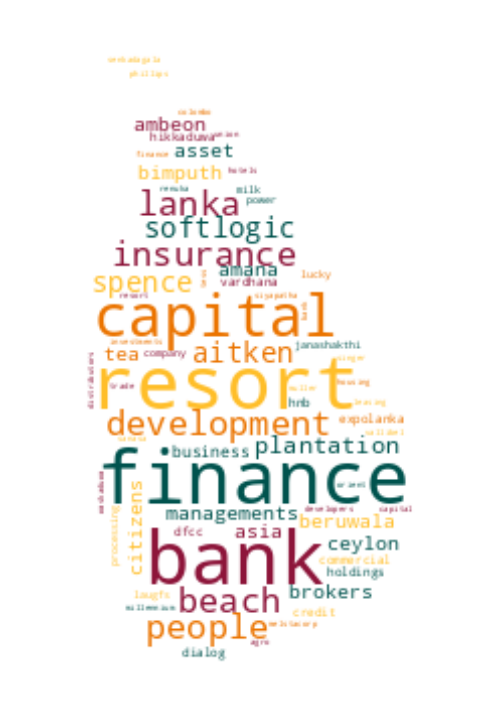 senkadagala
phillips
colombo
ambeon
hikkaduwa union
finance asset
bimputh hotels
renuka milk
lanka power
softlogic
insurance
amana
spence vardhana lucky
resort siyapatha
capital bank
investments janashakthi
tea company aitken singer
distributors trade resort housing
hnb leasing
development expolanka
business plantation
finance orient
processing citizens managements developers capital
dfcc asia beruwala
bank ceylon
commercial
holdings
laugfs beach brokers
millennium credit
people
agro
dialog